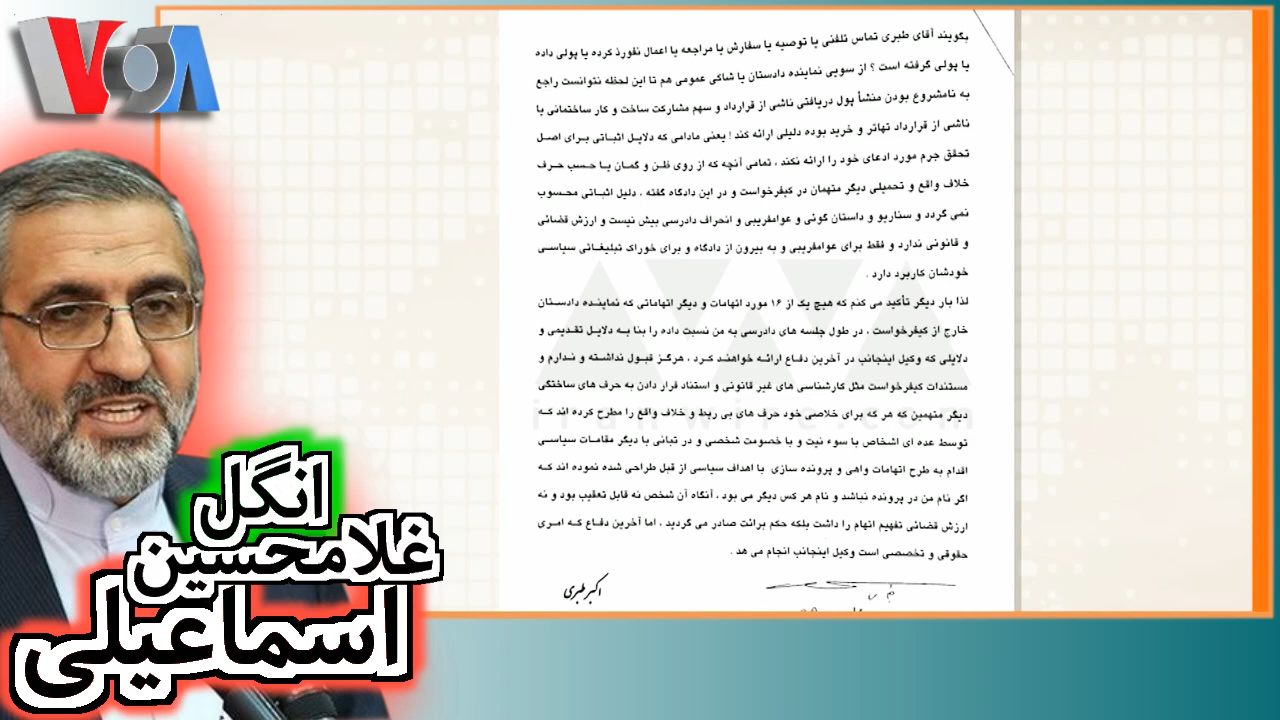 VOA
بگویند آقای طبری تماس تلفنی یا توصیه یا سفارش یا مراجعه یا اعمال نفوذ کرده یا پولی داده
یا پولی گرفته است ؟ از سویی نماینده دادستان یا شاکی عمومی هم تا این لحظه نتوانست راجع
به نامشروع بودن منشأ پول دریافتی ناشی از قرارداد و سهم مشارکت ساخت و کار ساختمانی یا
ناشی از قرارداد تهاتر و خرید بوده دلیلی ارائه کند ! یعنی مادامی که دلایل اثباتی برای اصل
تحقق جرم مورد ادعای خود را ارائه نکند ، تمامی آنچه که از روی ظن و گمان یا حسب حرف
خلاف واقع و تحمیلی دیگر متهمان در کیفرخواست و در این دادگاه گفته ، دلیل اثباتی محسوب
نمی گردد و سناریو و داستان گوئی و عوامفریبی و انحراف دادرسی بیش نیست و ارزش قضائی
و قانونی ندارد و فقط برای عوامفریبی و به بیرون از دادگاه و برای خوراک تبلیغاتی سیاسی
خودشان کاربرد دارد .
لذا بار دیگر تأکید می کنم که هیچ یک از ۱۶ مورد اتهامات و دیگر اتهاماتی که نماینده دادستان
خارج از کیفرخواست ، در طول جلسه های دادرسی به من نسبت داده را بنا به دلایل تقدیمی و
دلایلی که وکیل اینجانب در آخرین دفاع ارائه خواهند کرد ، هرگز قبول نداشته و ندارم و
مستندات کیفرخواست مثل کارشناسی های غیر قانونی و استناد قرار دادن به حرف های ساختگی
دیگر متهمین که هر که برای خلاصی خود حرف های بی ربط و خلاف واقع را مطرح کرده اند که
توسط عده ای اشخاص با سوء نیت و با خصومت شخصی و در تبانی با دیگر مقامات سیاسی
اقدام به طرح اتهامات واهی و پرونده سازی با اهداف سیاسی از قبل طراحی شده نموده اند که
اگر نام من در پرونده نباشد و نام هر کس دیگر می بود ، آنگاه آن شخص نه قابل تعقیب بود و نه
ارزش قضائی تفهیم اتهام را داشت بلکه حکم برائت صادر می گردید ، اما آخرین دفاع که امری
حقوقی و تخصصی است وکیل اینجانب انجام می هد .
اکبر طبری
iranwire.com
انگل
غلامحسین
اسماعیلی